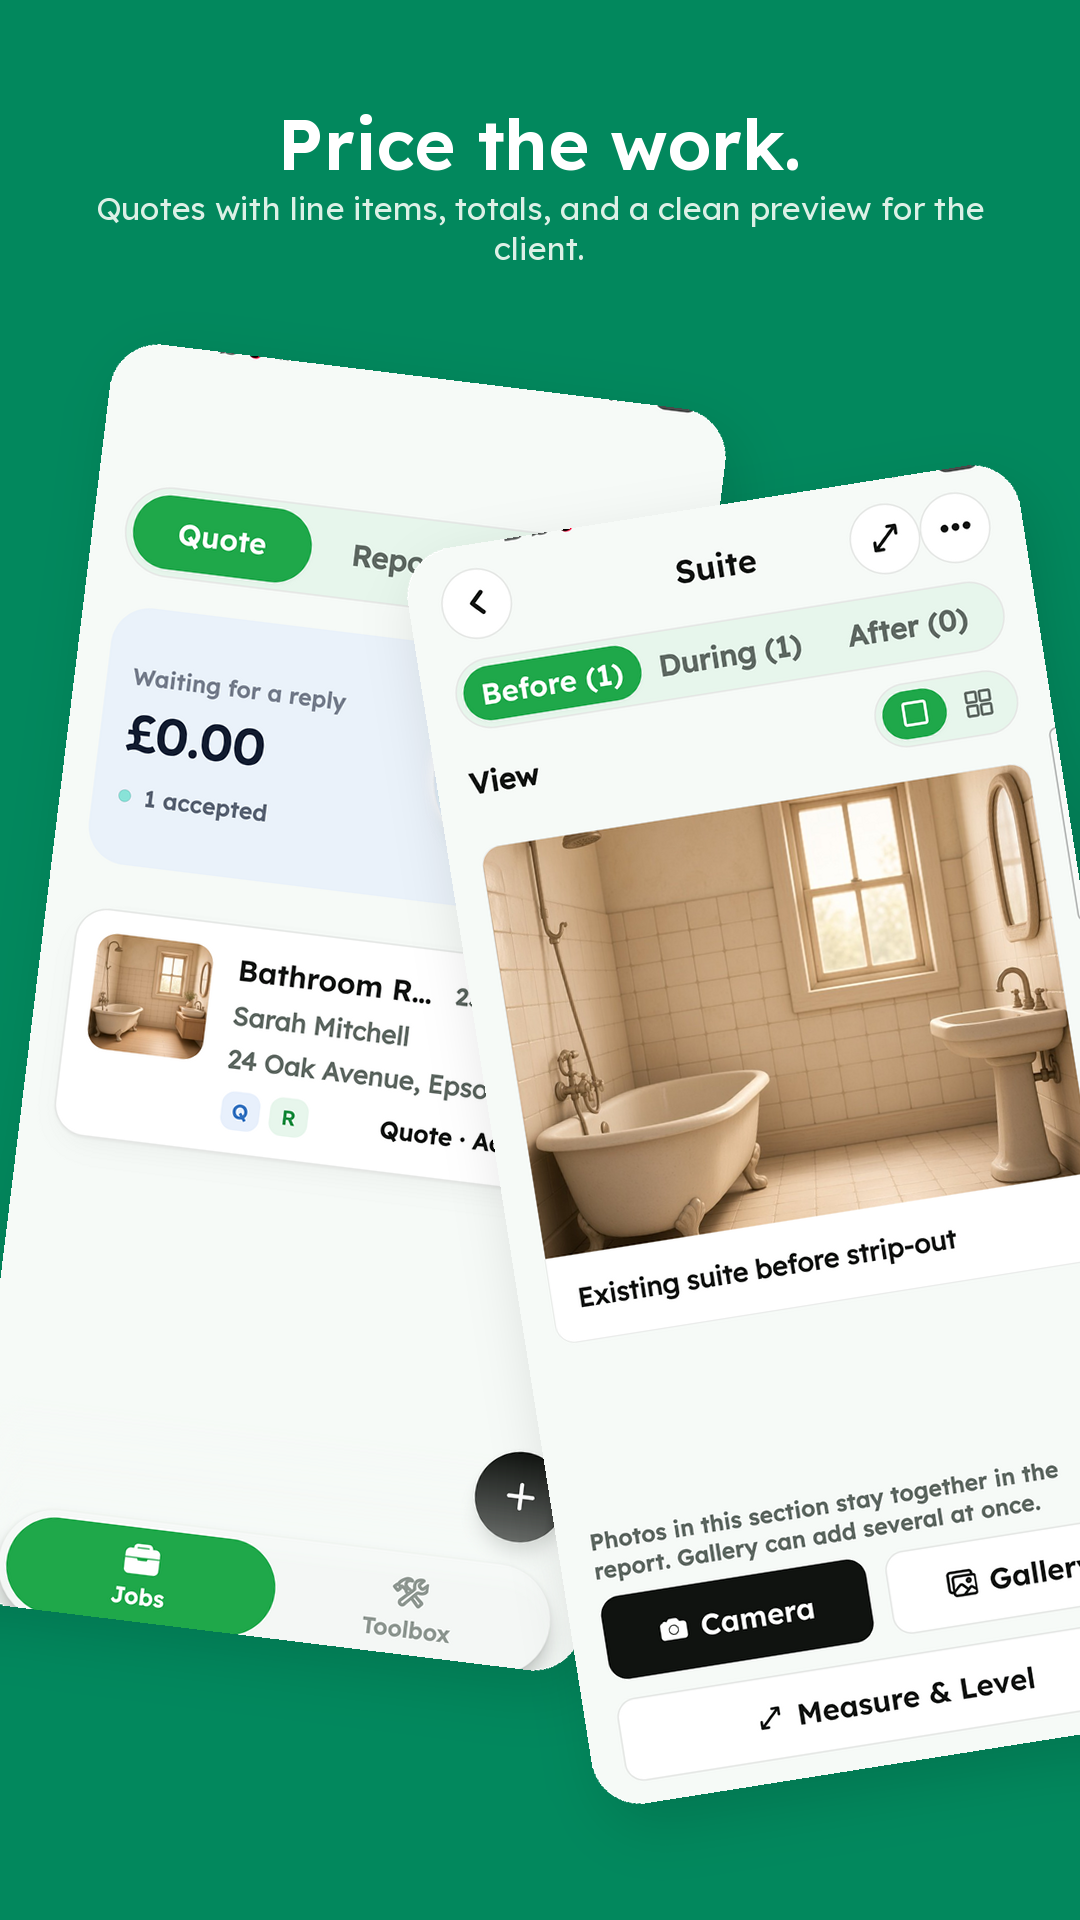 Price the work.
Quotes with line items, totals, and a clean preview for the
client.
Quote
Waiting for a reply
£0.00
1 accepted
Bathroom R...
Sarah Mitchell
24 Oak Avenue,
Q R
Quote ·
Jobs
Toolbox
Suite
Before (1) During (1) After (0)
View
Existing suite before strip-out
Photos in this section stay together in the
report. Gallery can add several at once.
Camera
Gallery
Measure & Level